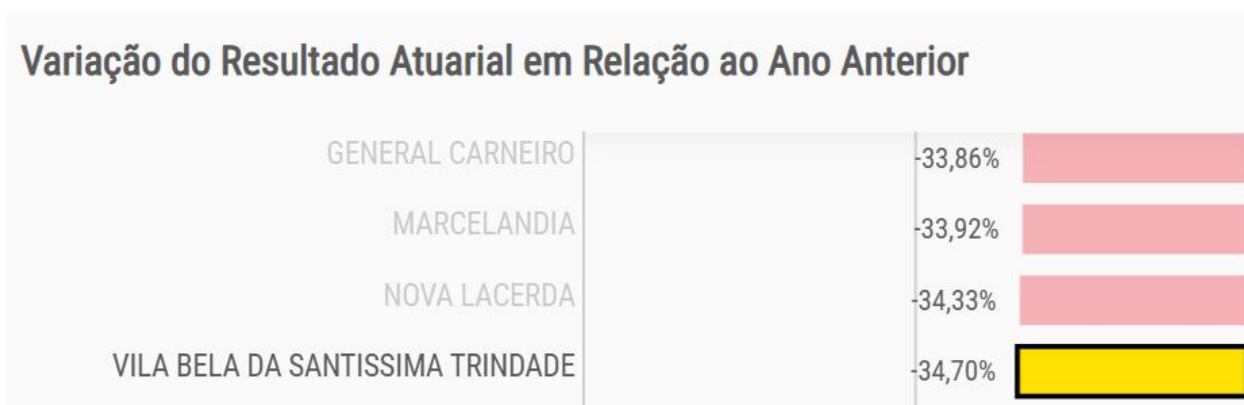 Variação do Resultado Atuarial em Relação ao Ano Anterior
GENERAL CARNEIRO -33,86%
MARCELANDIA -33,92%
NOVA LACERDA -34,33%
VILA BELA DA SANTISSIMA TRINDADE -34,70%